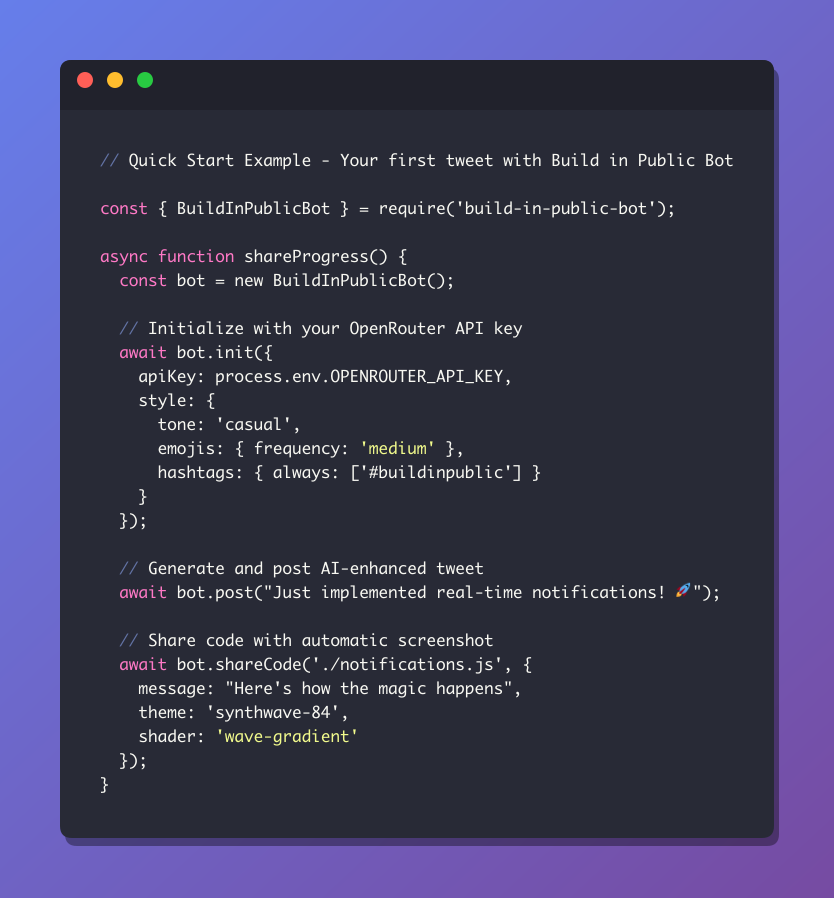 // Quick Start Example - Your first tweet with Build in Public Bot

const { BuildInPublicBot } = require('build-in-public-bot');

async function shareProgress() {
  const bot = new BuildInPublicBot();

  // Initialize with your OpenRouter API key
  await bot.init({
    apiKey: process.env.OPENROUTER_API_KEY,
    style: {
      tone: 'casual',
      emojis: { frequency: 'medium' },
      hashtags: { always: ['#buildinpublic'] }
    }
  });

  // Generate and post AI-enhanced tweet
  await bot.post("Just implemented real-time notifications! 🚀");

  // Share code with automatic screenshot
  await bot.shareCode('./notifications.js', {
    message: "Here's how the magic happens",
    theme: 'synthwave-84',
    shader: 'wave-gradient'
  });
}